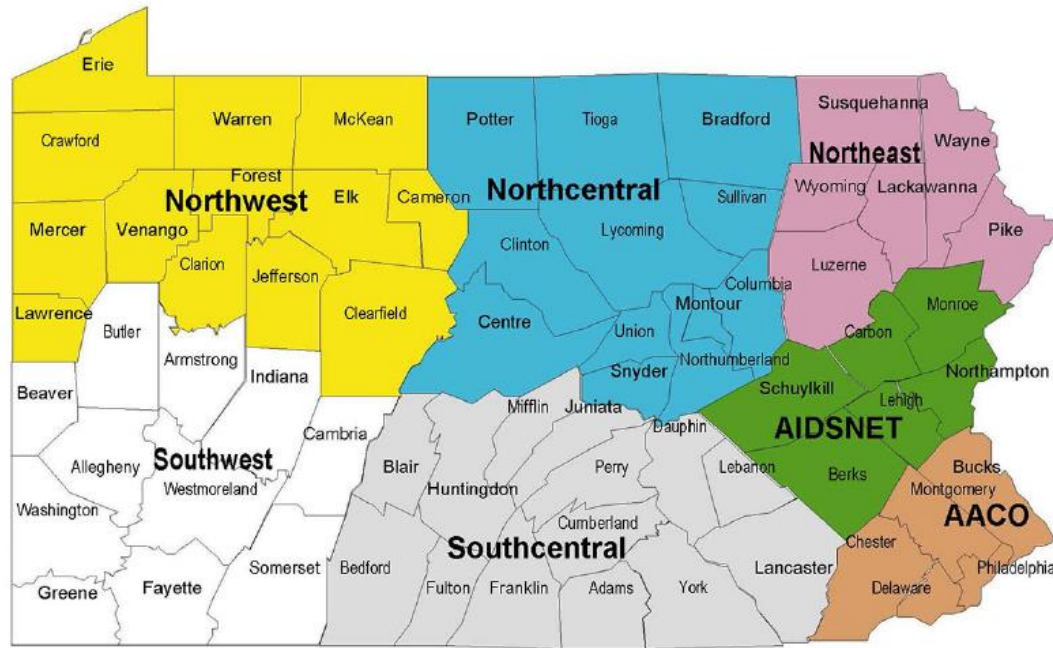 Erie
Warren
McKean
Crawford
Forest
Northwest
Elk
Cameron
Mercer
Venango
Clarion
Jefferson
Lawrence
Clearfield
Potter
Tioga
Bradford
Northcentral
Sullivan
Clinton
Lycoming
Columbia
Montour
Centre
Union
Northumberland
Snyder
Susquehanna
Wayne
Northeast
Wyoming
Lackawanna
Pike
Luzerne
Monroe
Carbon
Northampton
Schuylkill
Lehigh
AIDSNET
Berks
Butler
Armstrong
Indiana
Beaver
Cambria
Allegheny
Southwest
Westmoreland
Washington
Somerset
Fayette
Greene
Mifflin
Juniata
Dauphin
Blair
Huntingdon
Perry
Lebanon
Cumberland
Southcentral
Bedford
Fulton
Franklin
Adams
York
Lancaster
Bucks
Montgomery
AACO
Chester
Philadelphia
Delaware